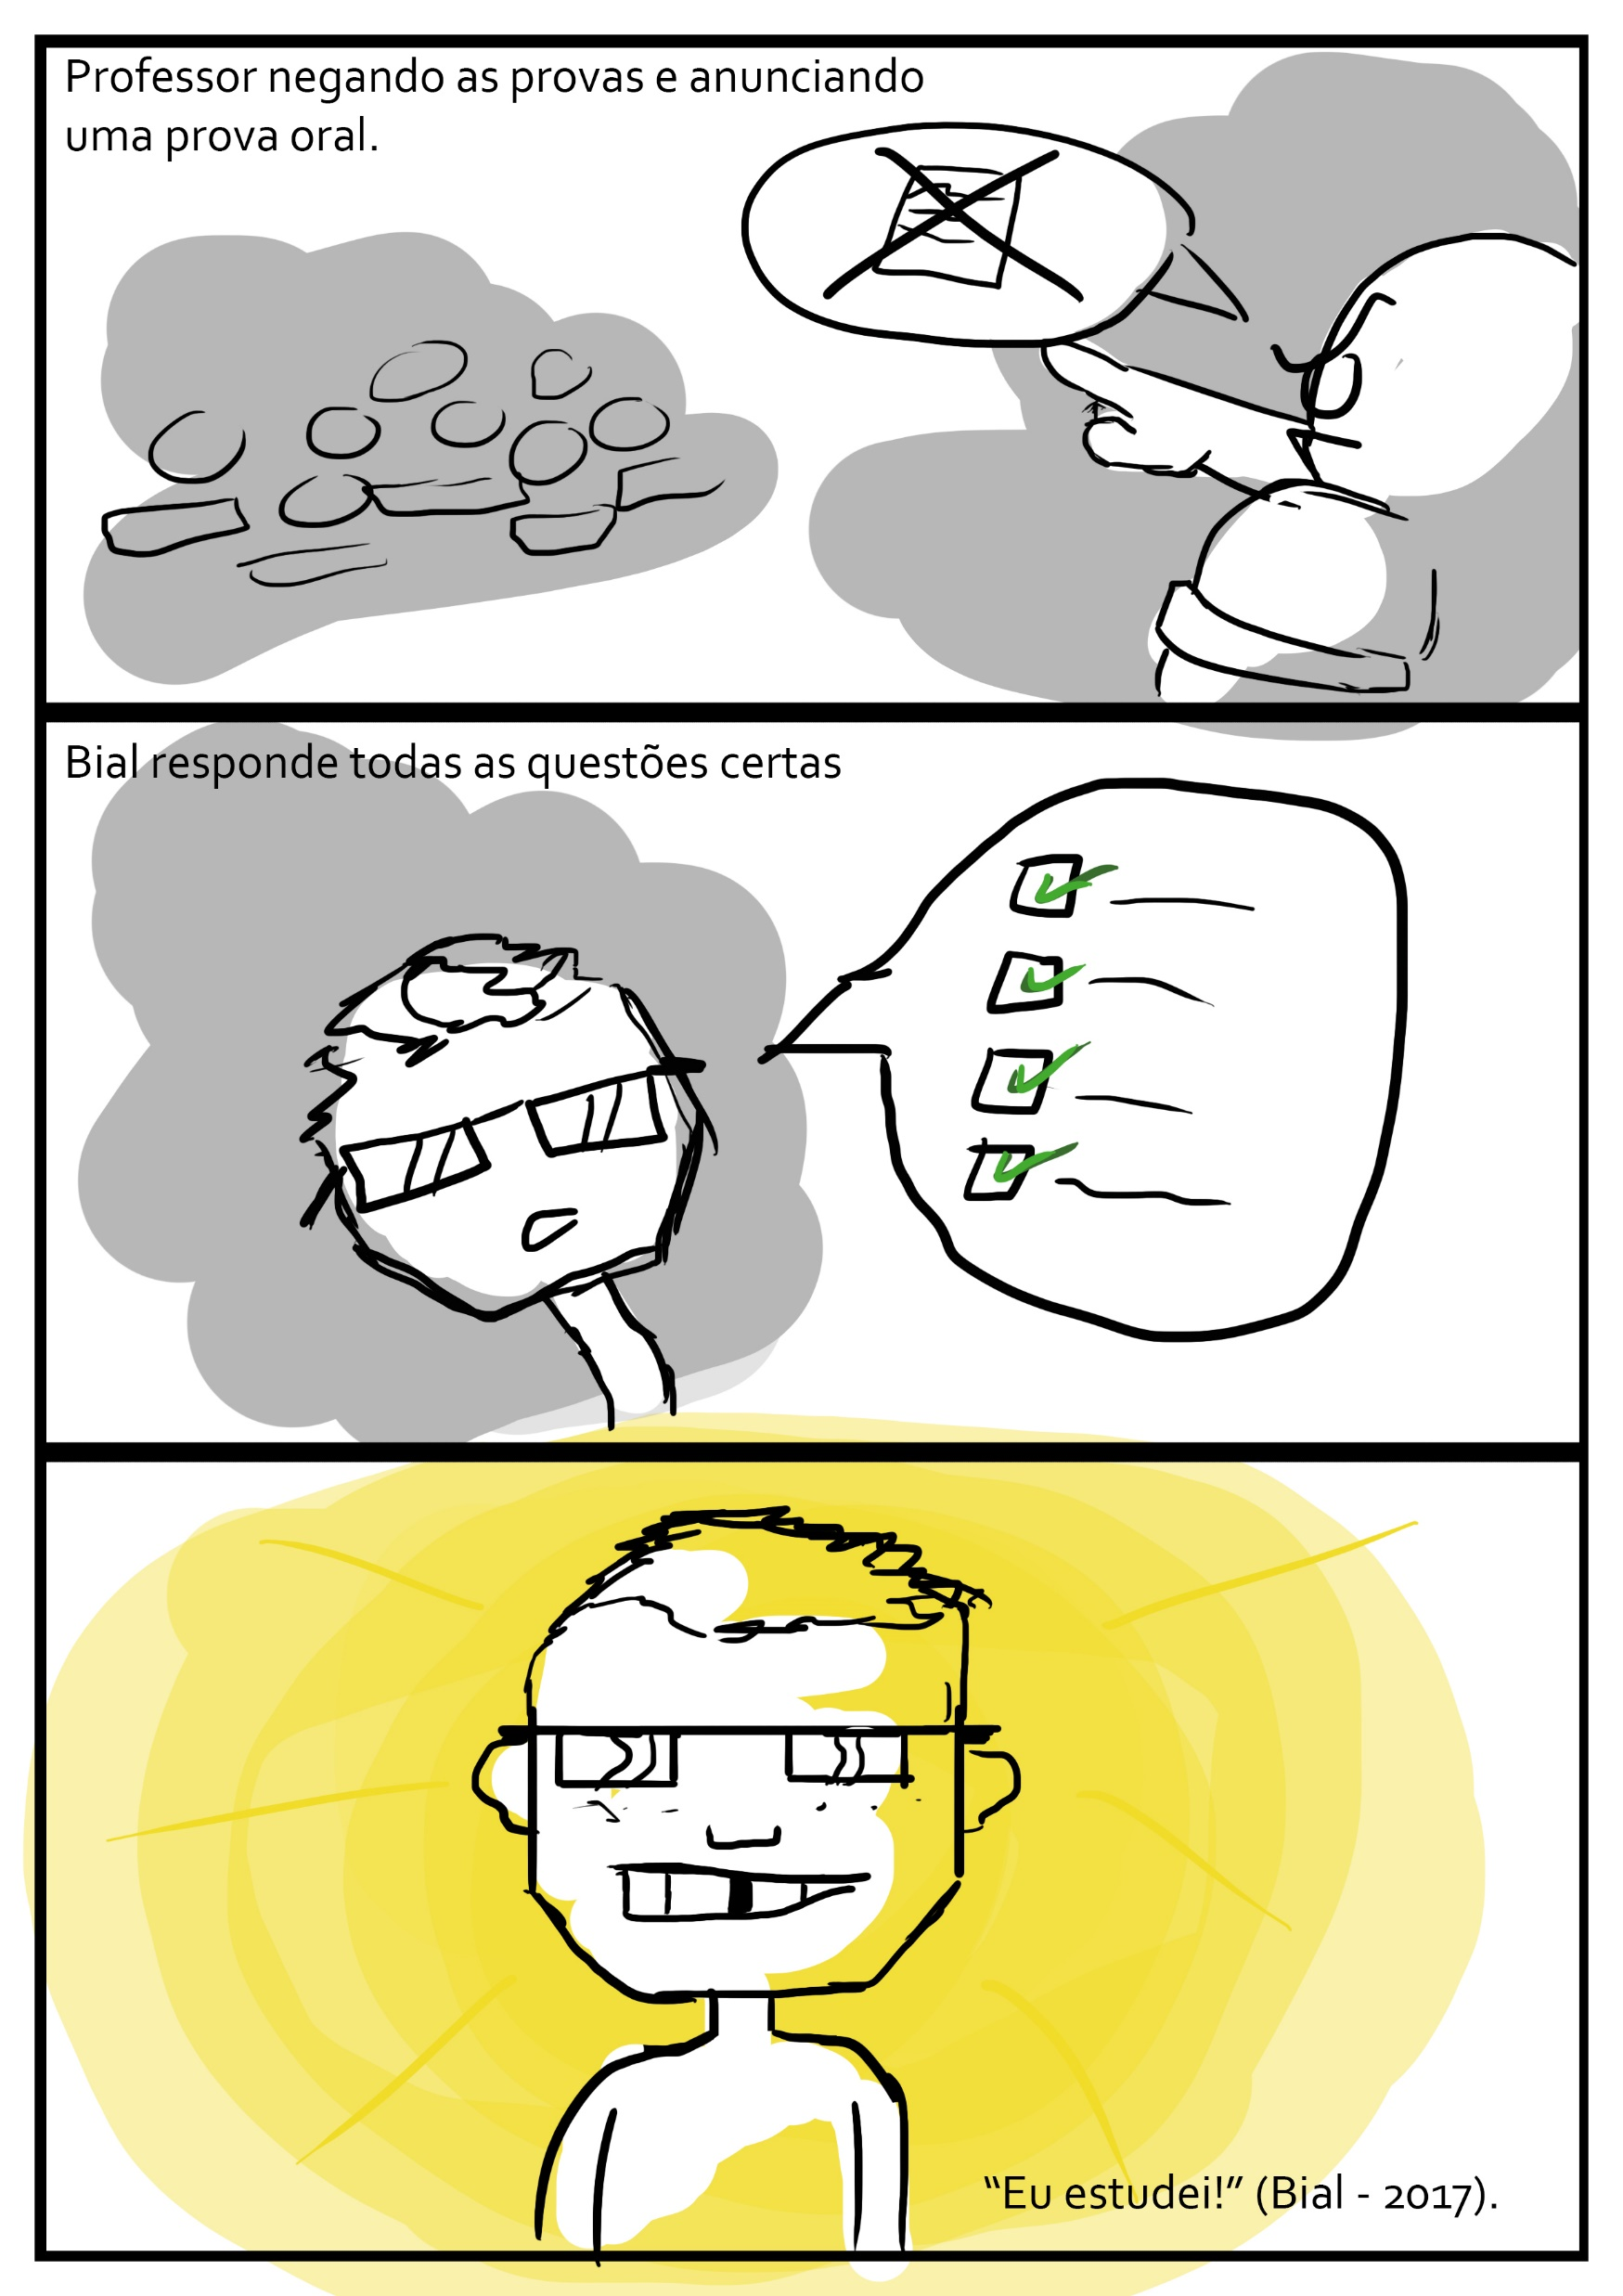 Professor negando as provas e anunciando
uma prova oral.
Bial responde todas as questões certas
“Eu estudei!” (Bial - 2017).